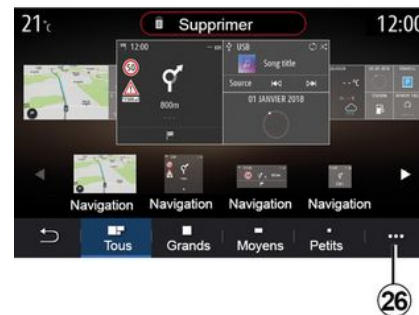 21°c Supprimer 12:00
12:00
USB
50
Song title
Source
800m
01 JANVIER 2018
--°C
Navigation Navigation Navigation Navigation
Tous Grands Moyens Petits
26